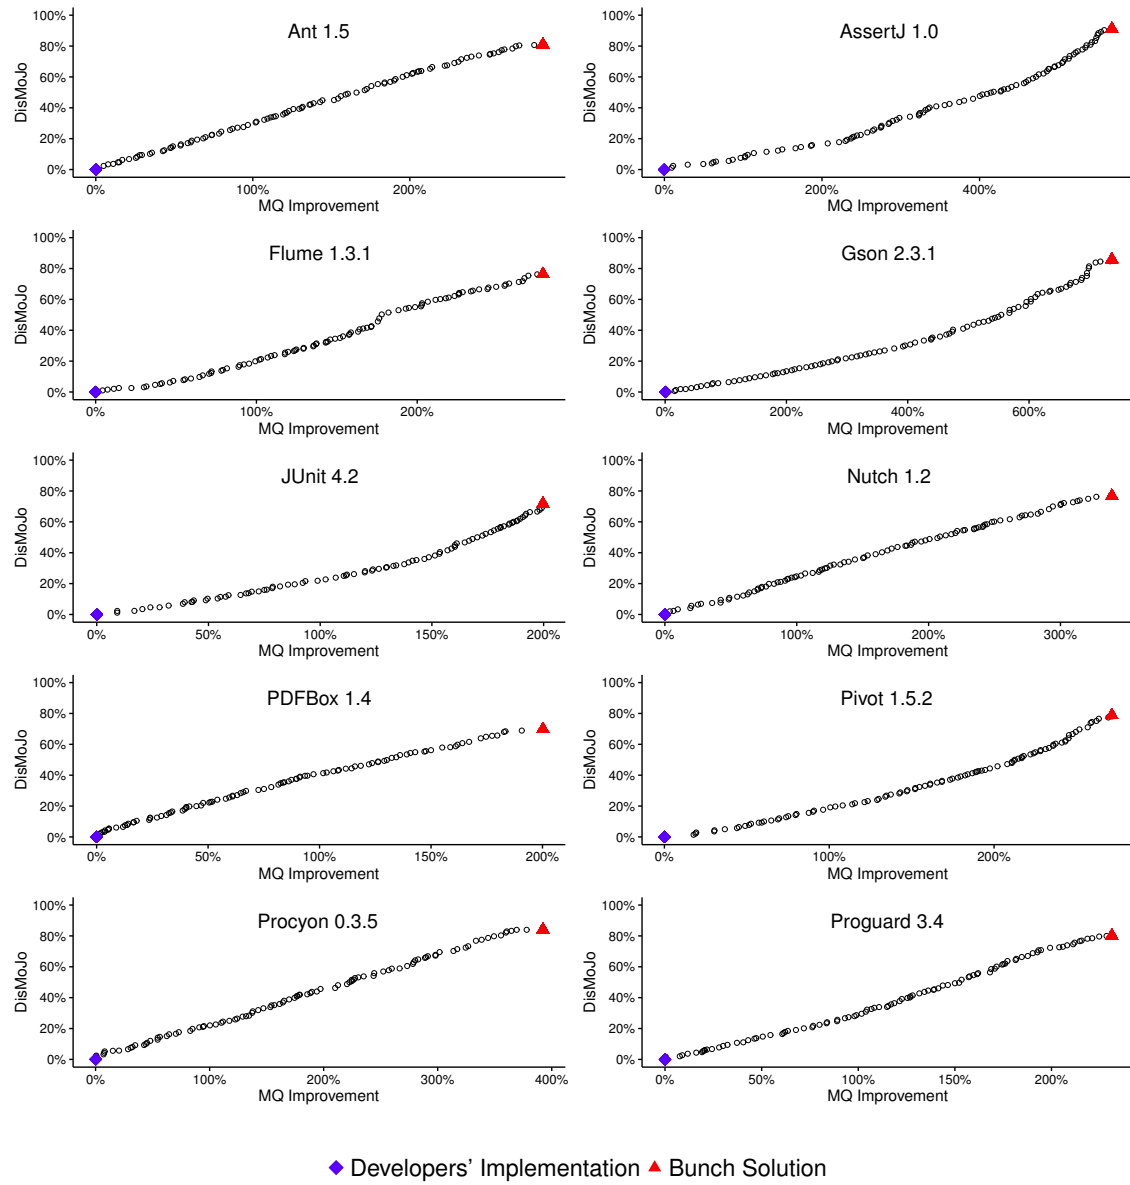 Ant 1.5
DisMoJo
100%
80%
60%
40%
20%
0%
0% 100% 200%
MQ Improvement
AssertJ 1.0
DisMoJo
100%
80%
60%
40%
20%
0%
0% 200% 400%
MQ Improvement
Flume 1.3.1
DisMoJo
100%
80%
60%
40%
20%
0%
0% 100% 200%
MQ Improvement
Gson 2.3.1
DisMoJo
100%
80%
60%
40%
20%
0%
0% 200% 400% 600%
MQ Improvement
JUnit 4.2
DisMoJo
100%
80%
60%
40%
20%
0%
0% 50% 100% 150% 200%
MQ Improvement
Nutch 1.2
DisMoJo
100%
80%
60%
40%
20%
0%
0% 100% 200% 300%
MQ Improvement
PDFBox 1.4
DisMoJo
100%
80%
60%
40%
20%
0%
0% 50% 100% 150% 200%
MQ Improvement
Pivot 1.5.2
DisMoJo
100%
80%
60%
40%
20%
0%
0% 100% 200%
MQ Improvement
Procyon 0.3.5
DisMoJo
100%
80%
60%
40%
20%
0%
0% 100% 200% 300% 400%
MQ Improvement
Proguard 3.4
DisMoJo
100%
80%
60%
40%
20%
0%
0% 50% 100% 150% 200%
MQ Improvement
Developers' Implementation Bunch Solution